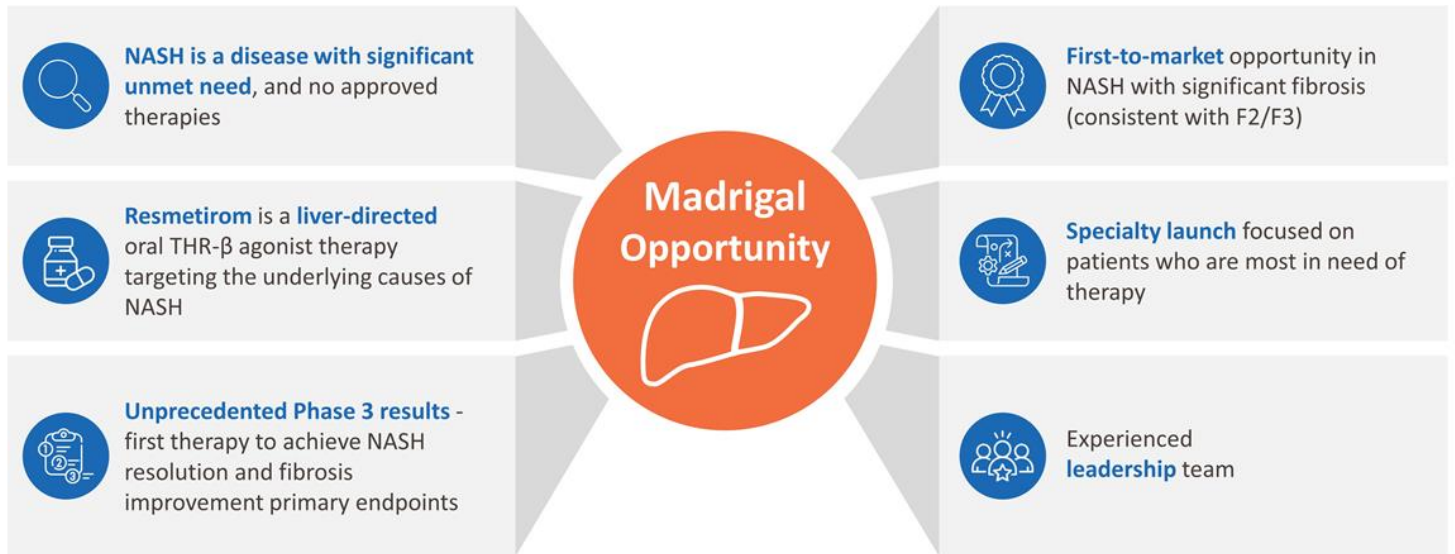 NASH is a disease with significant
unmet need, and no approved
therapies
Resmetirom is a liver-directed
oral THR-β agonist therapy
targeting the underlying causes of
NASH
Unprecedented Phase 3 results -
first therapy to achieve NASH
resolution and fibrosis
improvement primary endpoints
Madrigal
Opportunity
First-to-market opportunity in
NASH with significant fibrosis
(consistent with F2/F3)
Specialty launch focused on
patients who are most in need of
therapy
Experienced
leadership team
1
2
3